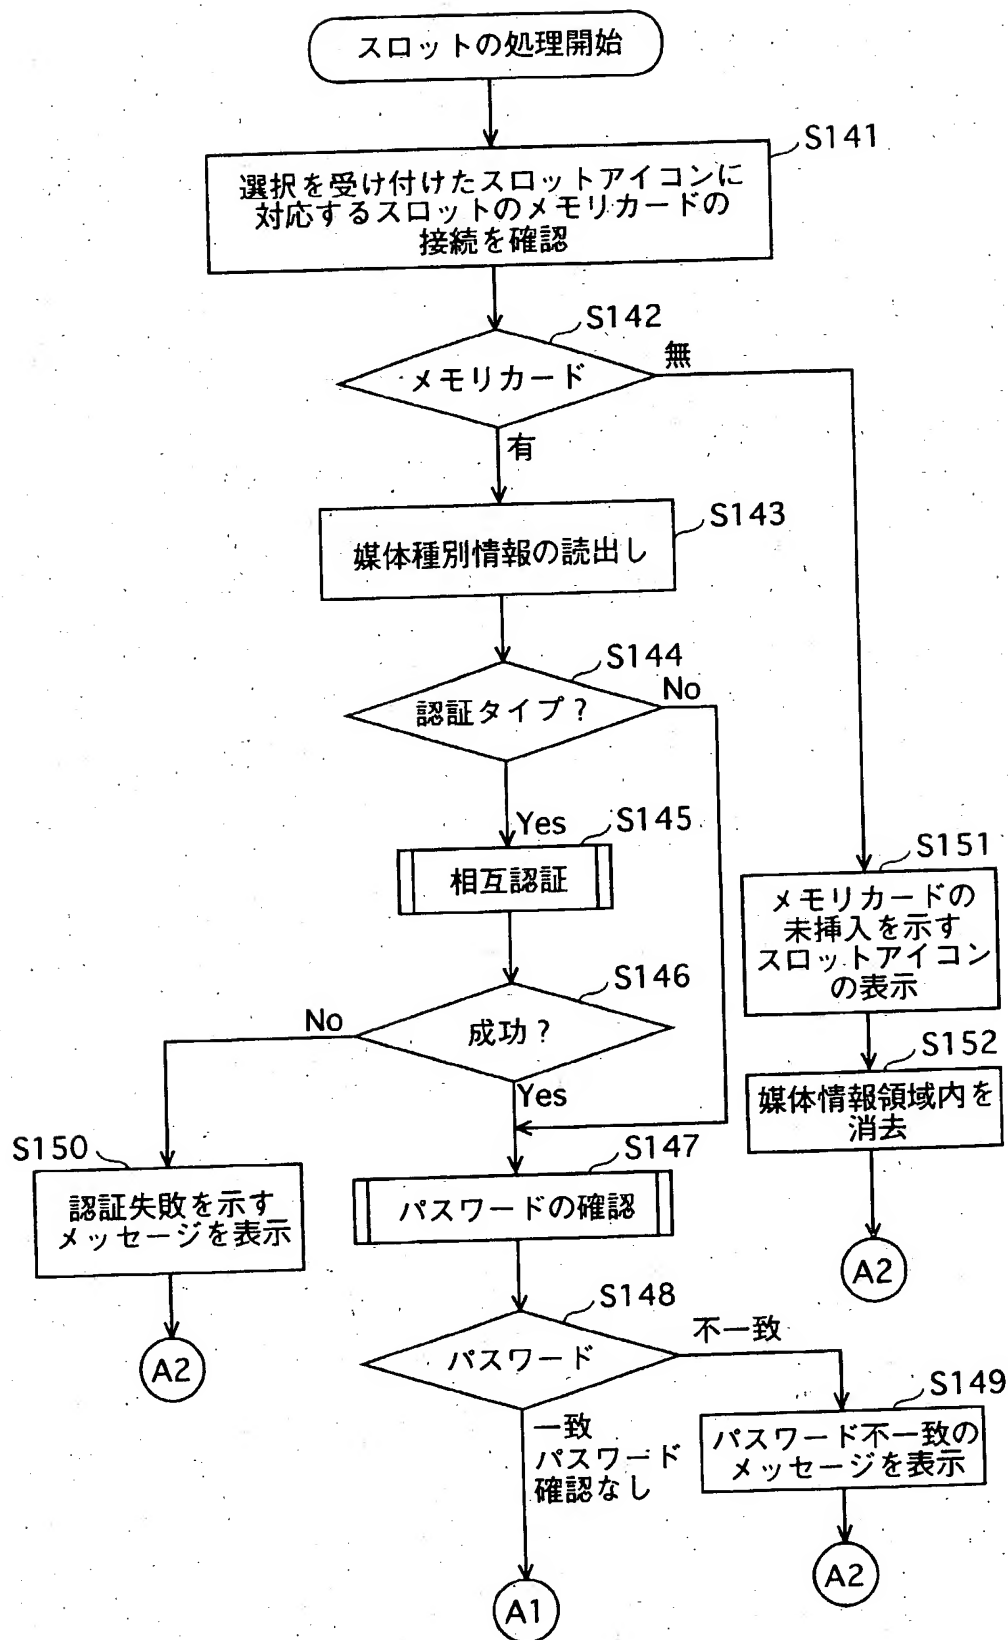 スロットの処理開始
S141
選択を受け付けたスロットアイコンに
対応するスロットのメモリカードの
接続を確認
S142
メモリカード
無
有
S143
媒体種別情報の読出し
S144
認証タイプ?
No
Yes
S145
相互認証
S151
メモリカードの
未挿入を示す
スロットアイコン
の表示
S146
成功?
No
Yes
S152
媒体情報領域内を
消去
A2
S150
認証失敗を示す
メッセージを表示
A2
S147
パスワードの確認
S148
パスワード
不一致
一致
パスワード
確認なし
S149
パスワード不一致の
メッセージを表示
A2
A1